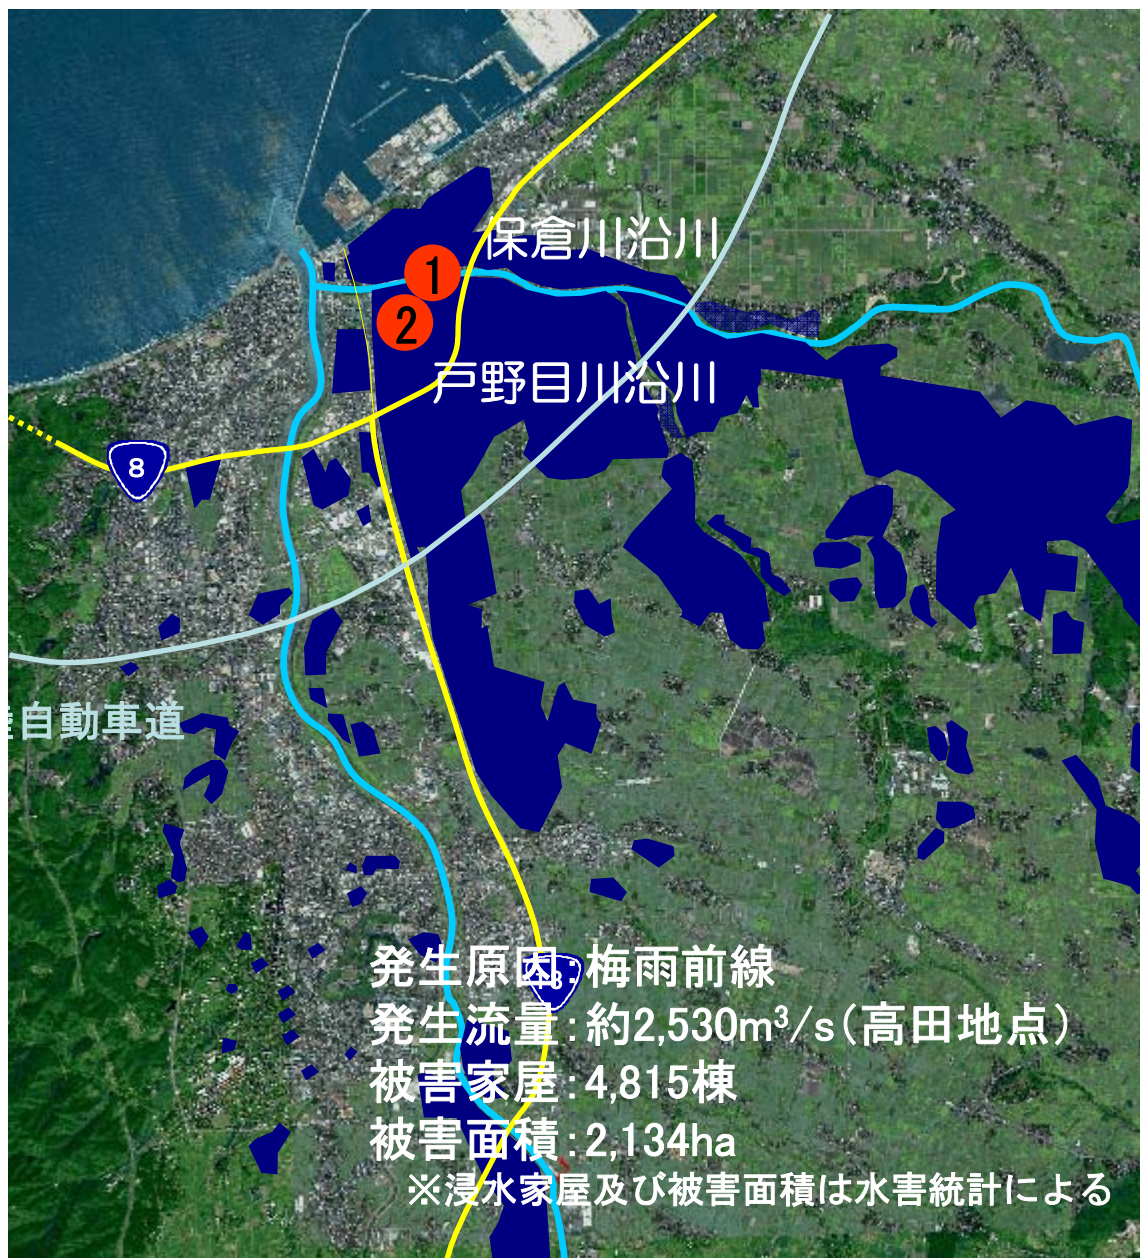 保倉川沿川
1
2
戸野目川沿川
8
自動車道
発生原因：梅雨前線
18
発生流量：約2,530m³/s（高田地点）
被害家屋：4,815棟
被害面積：2,134ha
※浸水家屋及び被害面積は水害統計による